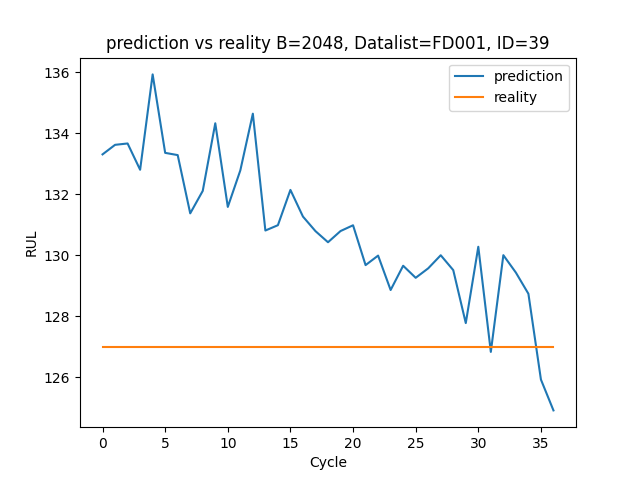 prediction vs reality B=2048, Datalist=FD001, ID=39
prediction
reality
136
134
132
130
128
126
RUL
0 5 10 15 20 25 30 35
Cycle